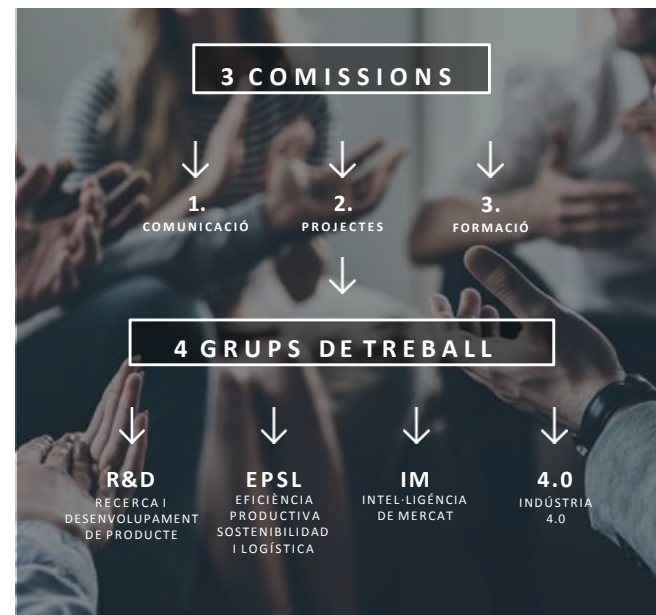 3 COMISSIONS
1.
COMUNICACIÓ
2.
PROJECTES
3.
FORMACIÓ
4 GRUPS DE TREBALL
R&D
RECERCA I
DESENVOLUPAMENT
DE PRODUCTE
EPSL
EFICIÈNCIA
PRODUCTIVA
SOSTENIBILIDAD
I LOGÍSTICA
IM
INTEL·LIGÉNCIA
DE MERCAT
4.0
INDÚSTRIA
4.0